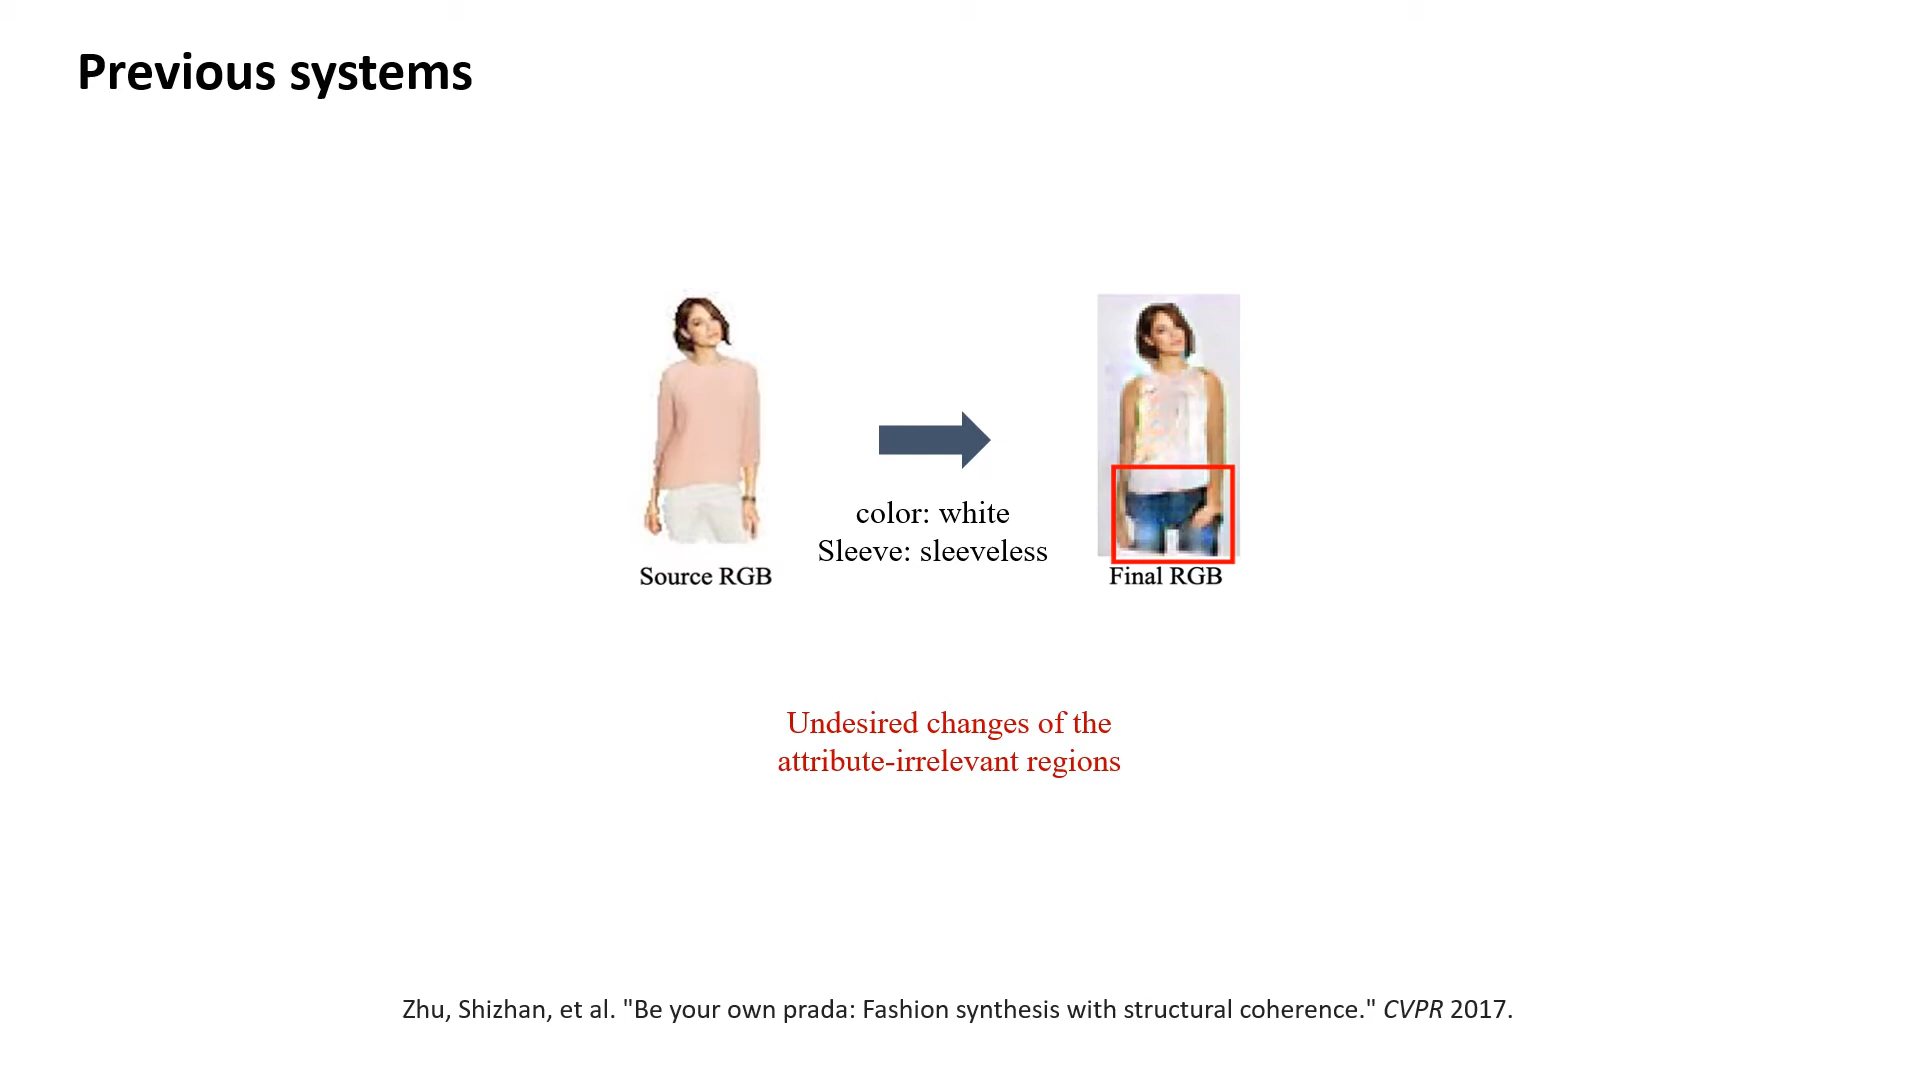 Previous systems
color: white
Sleeve: sleeveless
Source RGB
Final RGB
Undesired changes of the
attribute-irrelevant regions
Zhu, Shizhan, et al. "Be your own prada: Fashion synthesis with structural coherence." CVPR 2017.